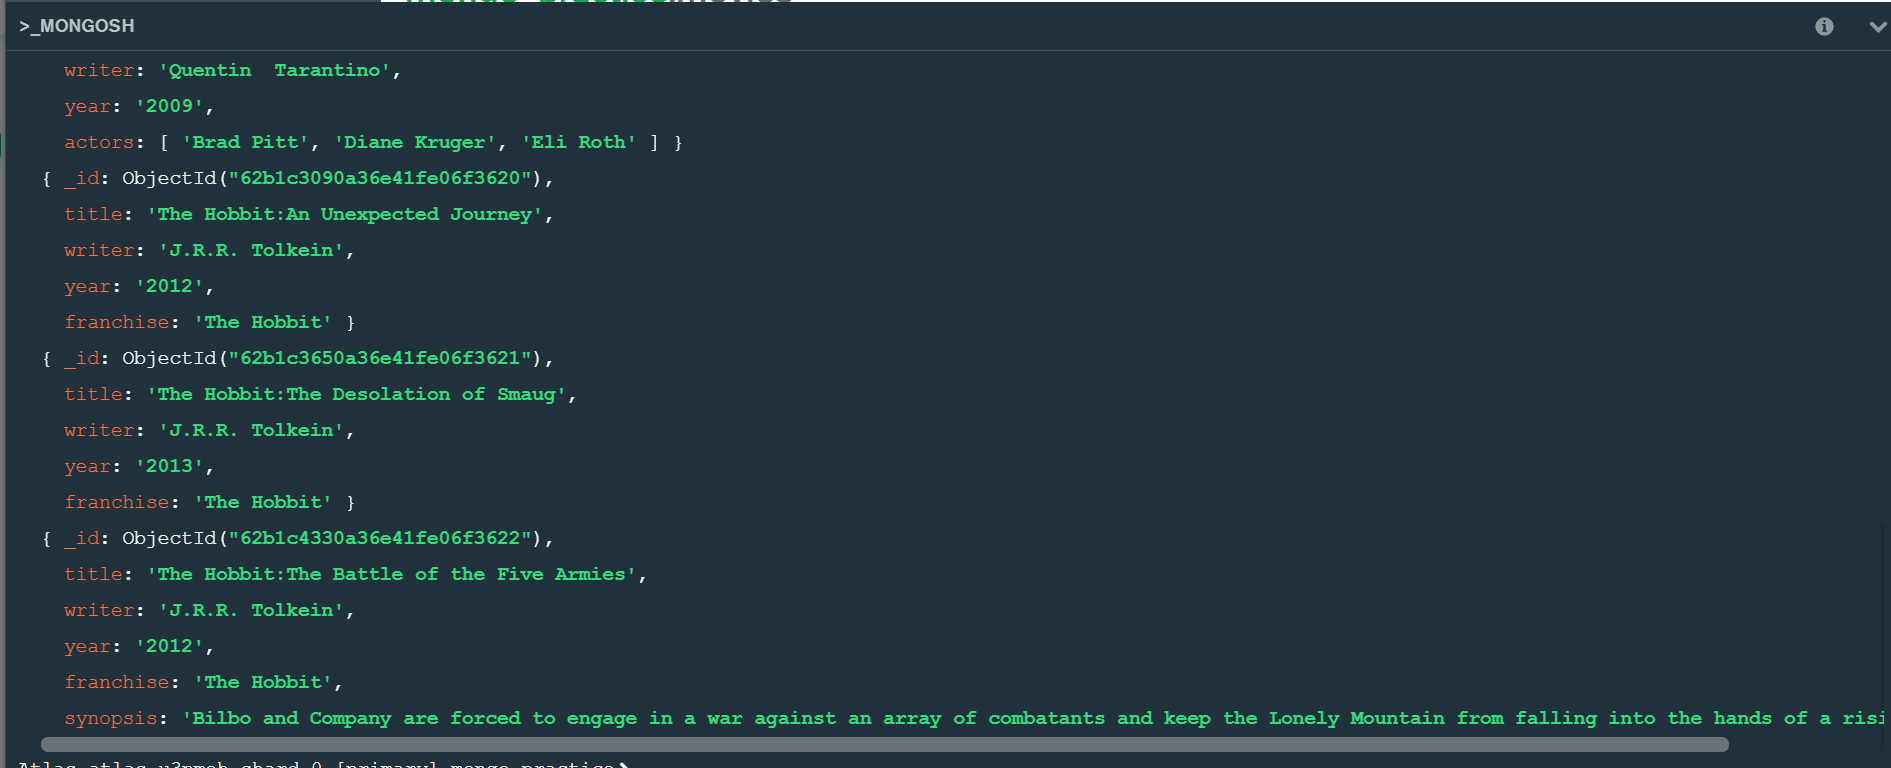 >_MONGOSH
writer: 'Quentin  Tarantino',
year: '2009',
actors: [ 'Brad Pitt', 'Diane Kruger', 'Eli Roth' ] }
{ _id: ObjectId("62b1c3090a36e41fe06f3620"),
title: 'The Hobbit:An Unexpected Journey',
writer: 'J.R.R. Tolkein',
year: '2012',
franchise: 'The Hobbit' }
{ _id: ObjectId("62b1c3650a36e41fe06f3621"),
title: 'The Hobbit:The Desolation of Smaug',
writer: 'J.R.R. Tolkein',
year: '2013',
franchise: 'The Hobbit' }
{ _id: ObjectId("62b1c4330a36e41fe06f3622"),
title: 'The Hobbit:The Battle of the Five Armies',
writer: 'J.R.R. Tolkein',
year: '2012',
franchise: 'The Hobbit',
synopsis: 'Bilbo and Company are forced to engage in a war against an array of combatants and keep the Lonely Mountain from falling into the hands of a risi